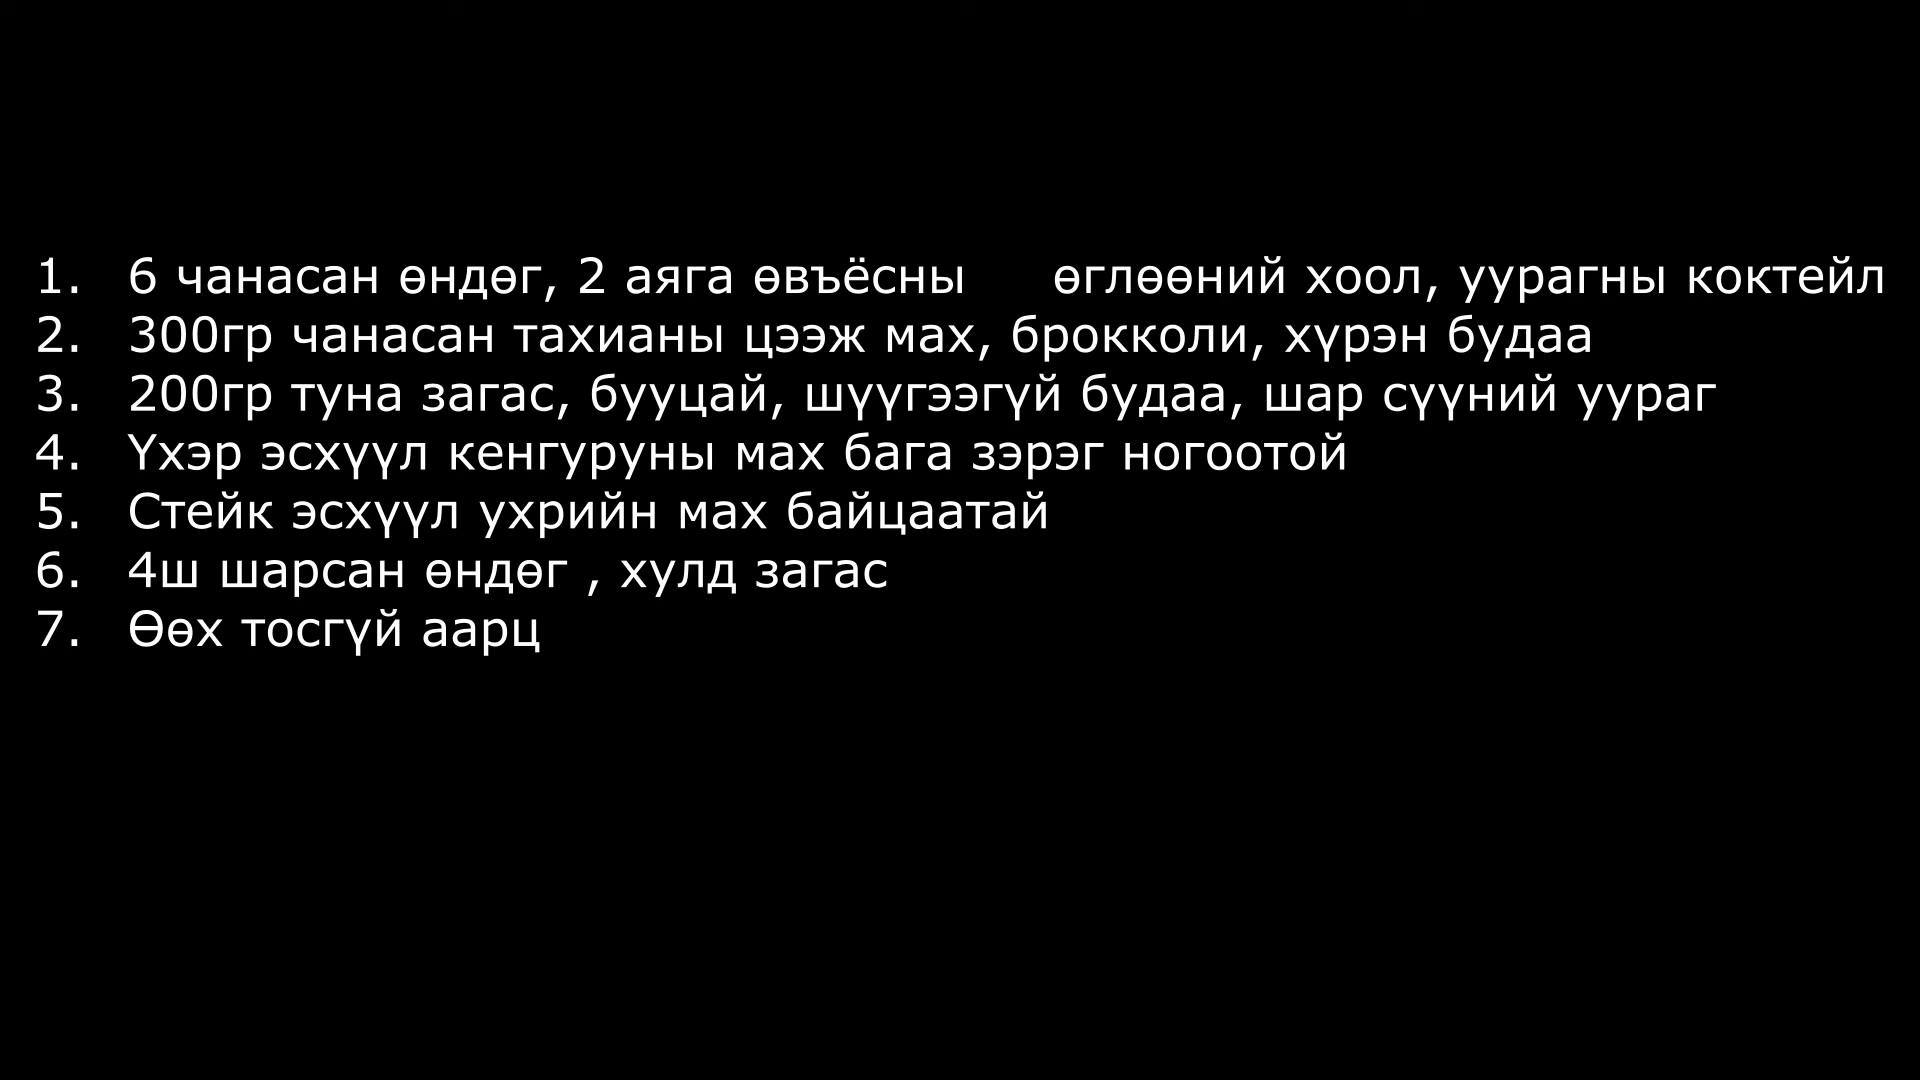 1. 6 чанасан өндөг, 2 аяга өвъёсны өглөөний хоол, уурагны коктейл
2. 300гр чанасан тахианы цээж мах, брокколи, хүрэн будаа
3. 200гр туна загас, бууцай, шүүгээгүй будаа, шар сүүний уураг
4. Үхэр эсхүүл кенгуруны мах бага зэрэг ногоотой
5. Стейк эсхүүл ухрийн мах байцаатай
6. 4ш шарсан өндөг , хулд загас
7. Өөх тосгүй аарц